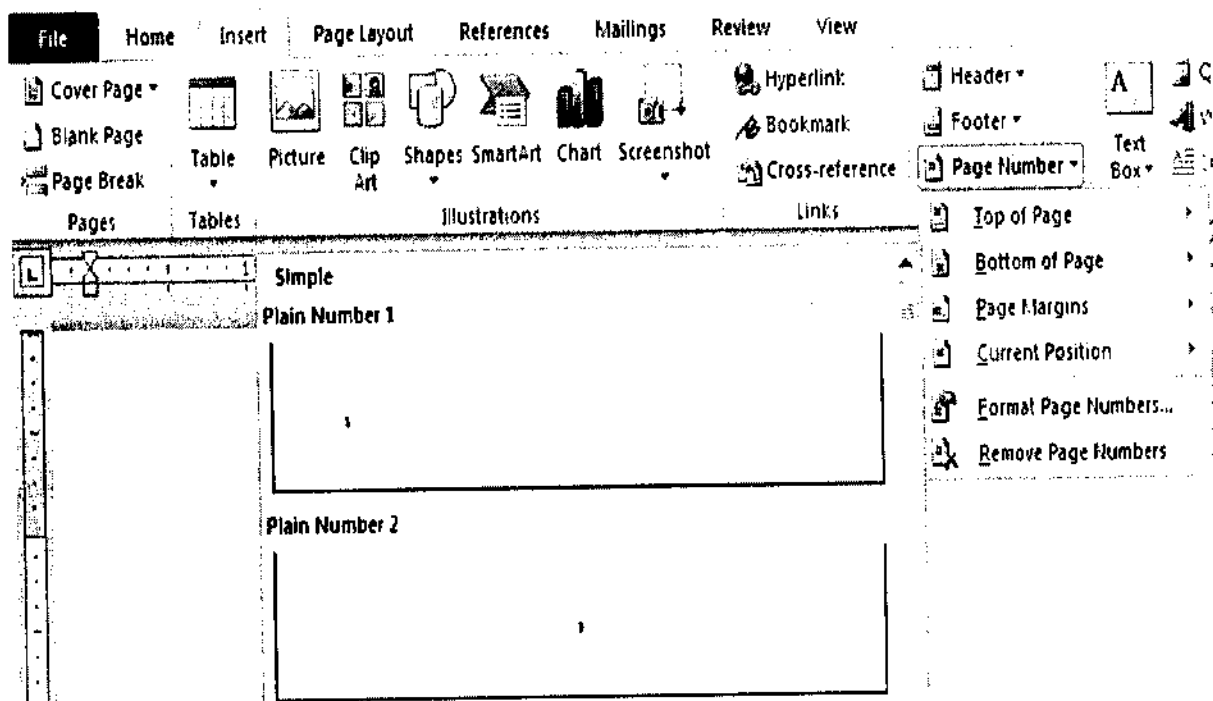 File Home Insert Page Layout References Mailings Review View
Cover Page
Blank Page
Page Break
Pages
Table
Tables
Picture
Clip
Art
Shapes
SmartArt
Chart
Screenshot
Illustrations
Hyperlink
Bookmark
Cross-reference
Links
Header
Footer
Page Number
A
Text
Box
Top of Page
Bottom of Page
Page Margins
Current Position
Format Page Numbers...
Remove Page Numbers
L
1
Simple
Plain Number 1
Plain Number 2